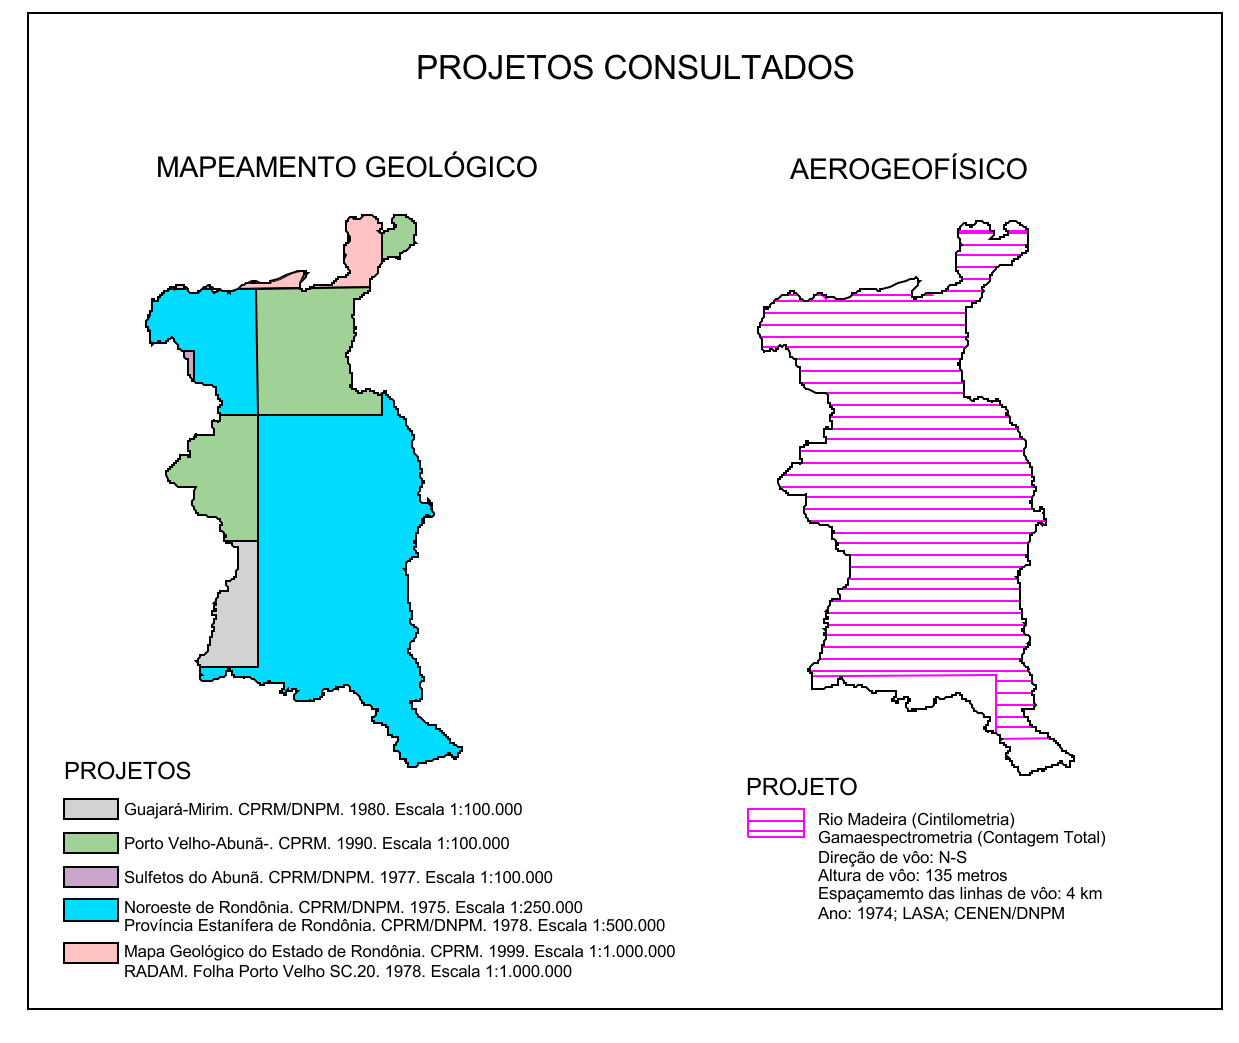 PROJETOS CONSULTADOS
MAPEAMENTO GEOLÓGICO
AEROGEOFÍSICO
PROJETOS
Guajará-Mirim. CPRM/DNPM. 1980. Escala 1:100.000
Porto Velho-Abunã-. CPRM. 1990. Escala 1:100.000
Sulfetos do Abunã. CPRM/DNPM. 1977. Escala 1:100.000
Noroeste de Rondônia. CPRM/DNPM. 1975. Escala 1:250.000
Província Estanífera de Rondônia. CPRM/DNPM. 1978. Escala 1:500.000
Mapa Geológico do Estado de Rondônia. CPRM. 1999. Escala 1:1.000.000
RADAM. Folha Porto Velho SC.20. 1978. Escala 1:1.000.000
PROJETO
Rio Madeira (Cintilometria)
Gamaespectrometria (Contagem Total)
Direção de vôo: N-S
Altura de vôo: 135 metros
Espaçamemto das linhas de vôo: 4 km
Ano: 1974; LASA; CENEN/DNPM